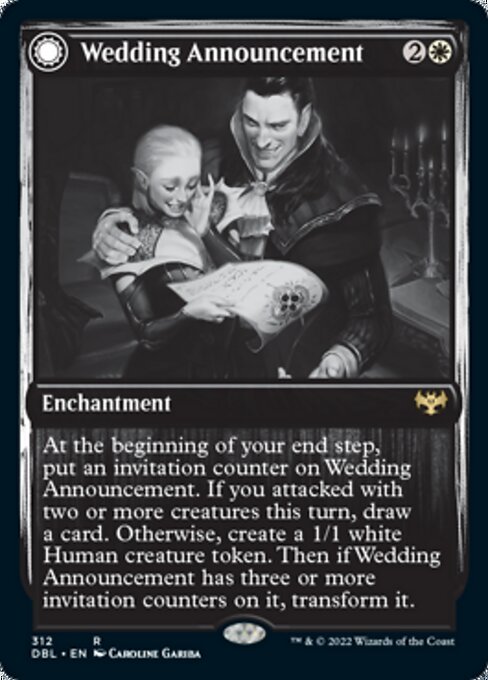 Wedding Announcement 2
Enchantment
At the beginning of your end step,
put an invitation counter on Wedding
Announcement. If you attacked with
two or more creatures this turn, draw
a card. Otherwise, create a 1/1 white
Human creature token. Then if Wedding
Announcement has three or more
invitation counters on it, transform it.
312 R
DBL • EN Caroline Gariba
™ & © 2022 Wizards of the Coast